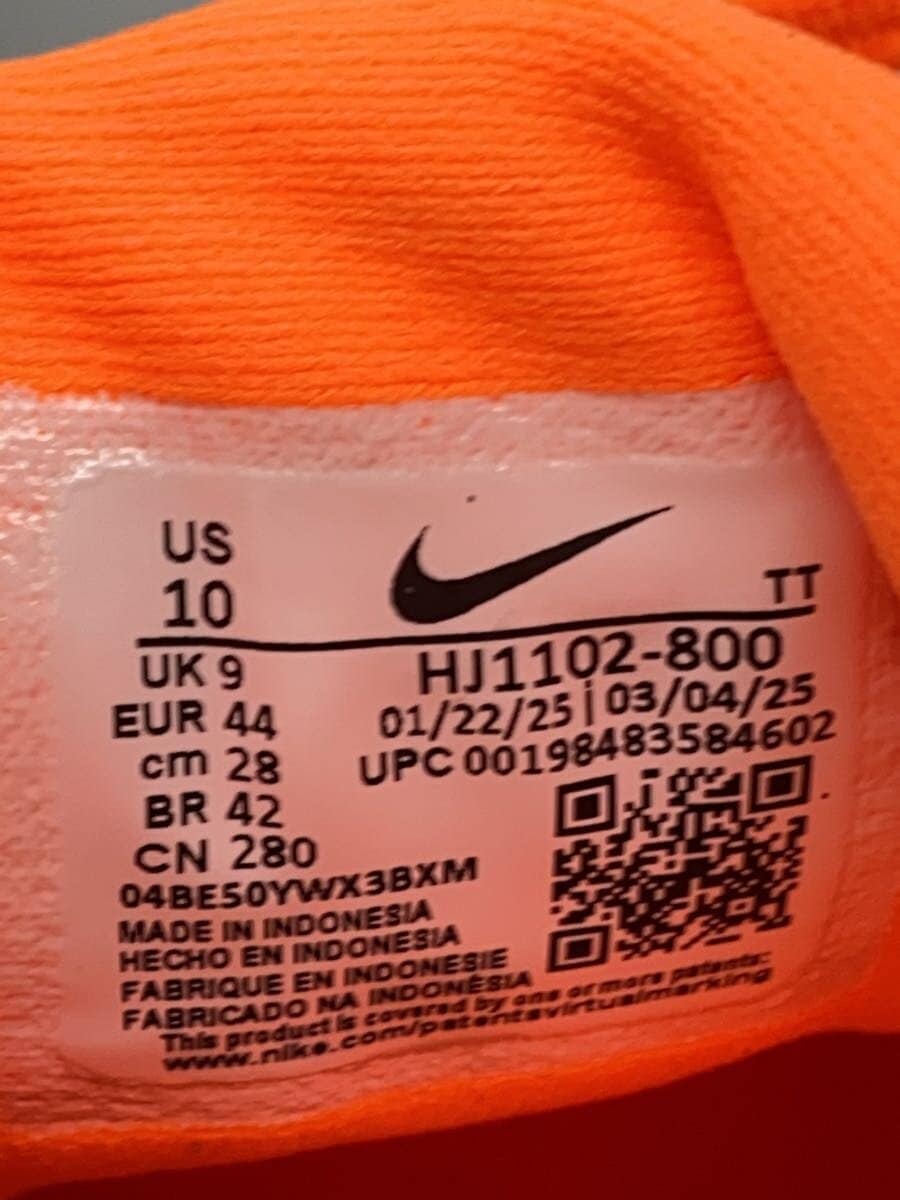 US
10
TT
UK 9
HJ1102-800
EUR 44
01/22/25 | 03/04/25
cm 28
UPC 00198483584602
BR 42
CN 280
04BE50YWX3BXM
MADE IN INDONESIA
HECHO EN INDONESIA
FABRIQUE EN INDONESIE
FABRICADO NA INDONÉSIA
This product is covered by one or more patents:
www.nike.com/patentsvirtualmarking